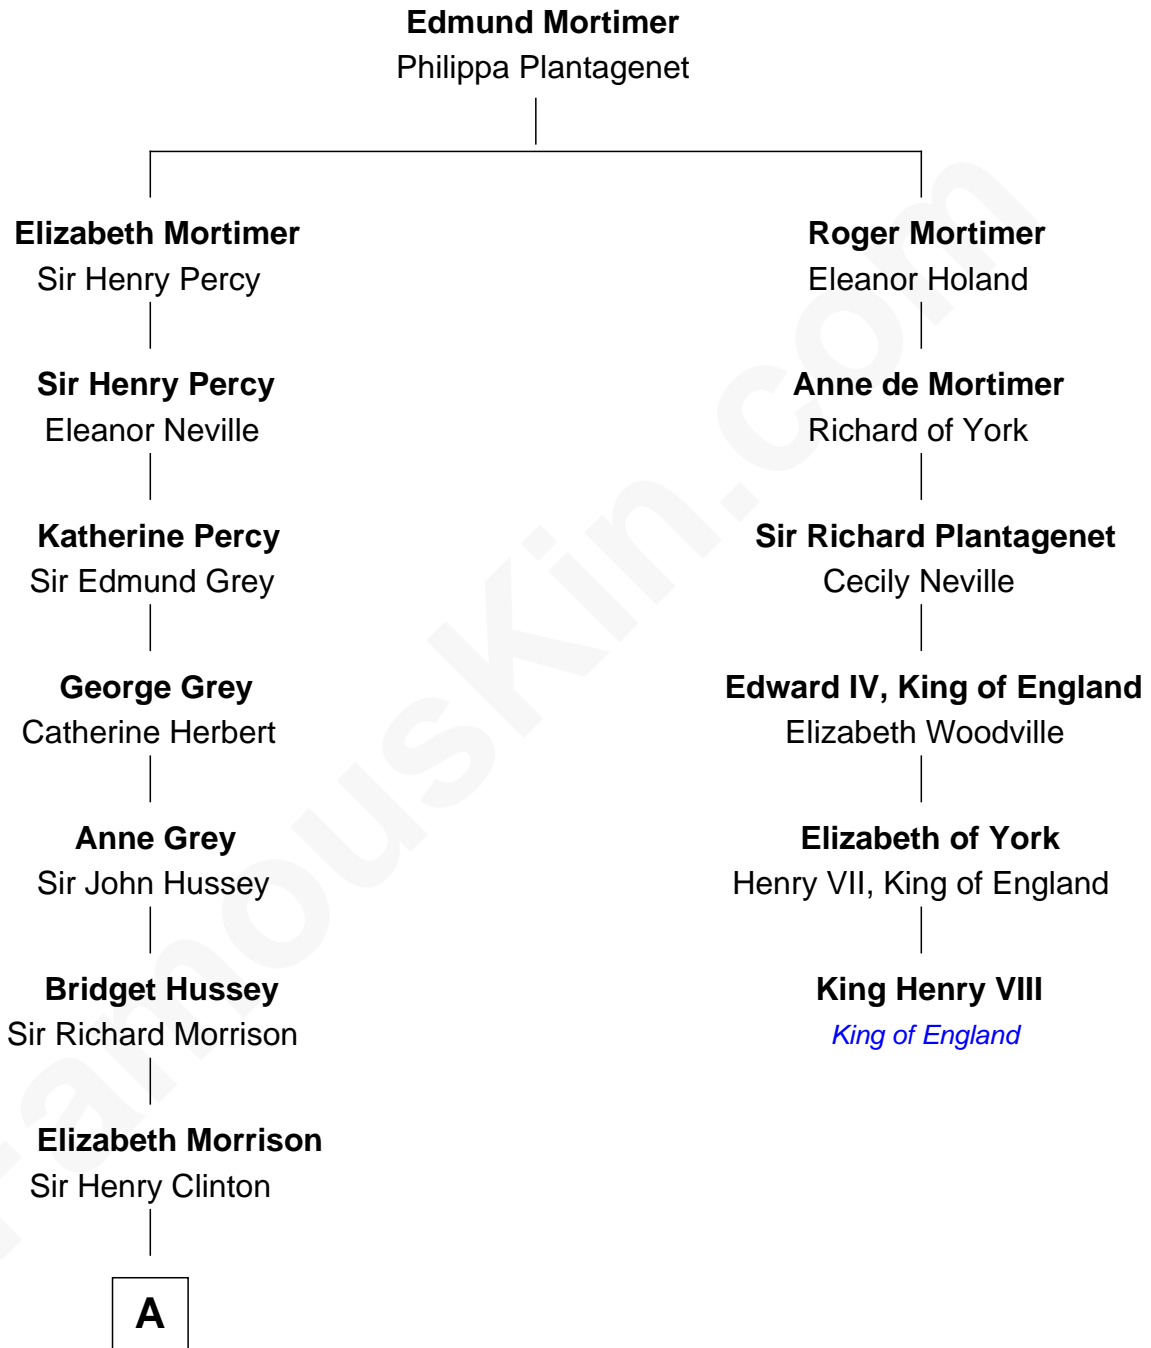 Edmund Mortimer
Philippa Plantagenet
Elizabeth Mortimer
Sir Henry Percy
Roger Mortimer
Eleanor Holand
Sir Henry Percy
Eleanor Neville
Anne de Mortimer
Richard of York
Katherine Percy
Sir Edmund Grey
Sir Richard Plantagenet
Cecily Neville
George Grey
Catherine Herbert
Edward IV, King of England
Elizabeth Woodville
Anne Grey
Sir John Hussey
Elizabeth of York
Henry VII, King of England
Bridget Hussey
Sir Richard Morrison
King Henry VIII
King of England
Elizabeth Morrison
Sir Henry Clinton
A
FamousKin.com